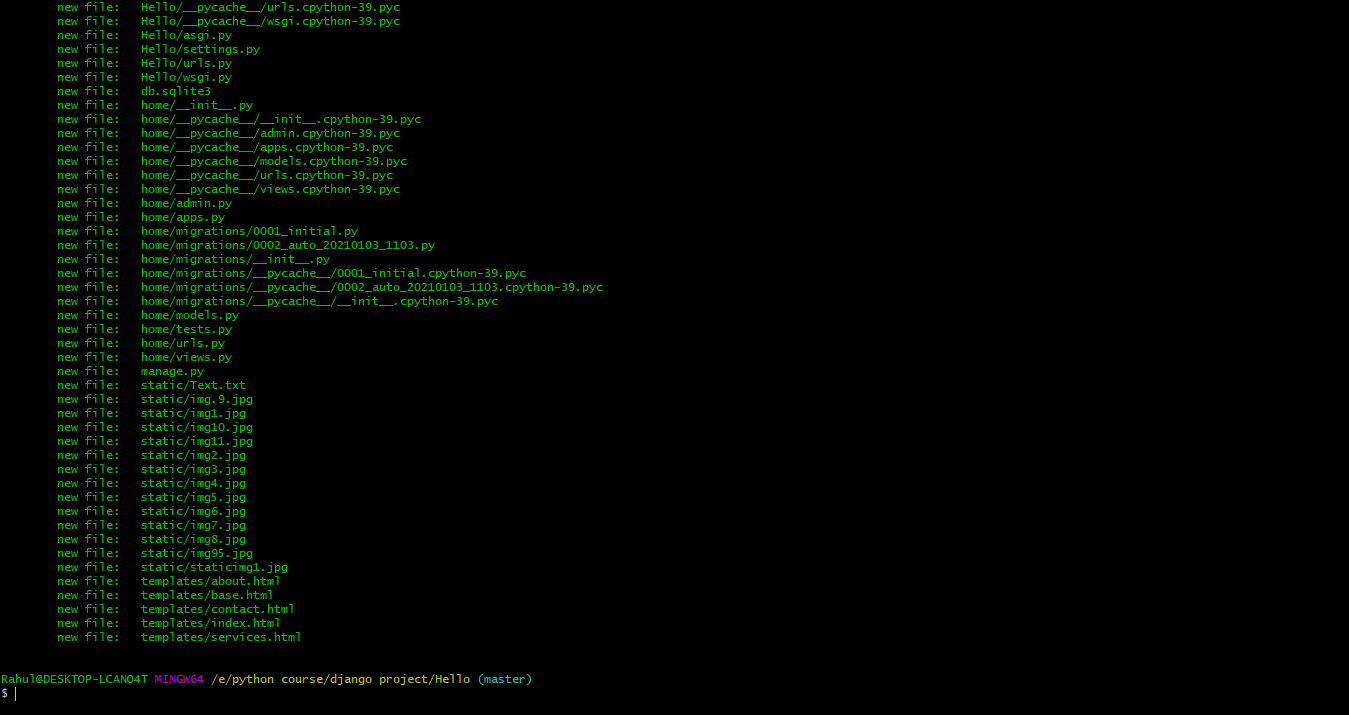 new file:   Hello/__pycache__/urls.cpython-39.pyc
new file:   Hello/__pycache__/wsgi.cpython-39.pyc
new file:   Hello/asgi.py
new file:   Hello/settings.py
new file:   Hello/urls.py
new file:   Hello/wsgi.py
new file:   db.sqlite3
new file:   home/__init__.py
new file:   home/__pycache__/__init__.cpython-39.pyc
new file:   home/__pycache__/admin.cpython-39.pyc
new file:   home/__pycache__/apps.cpython-39.pyc
new file:   home/__pycache__/models.cpython-39.pyc
new file:   home/__pycache__/urls.cpython-39.pyc
new file:   home/__pycache__/views.cpython-39.pyc
new file:   home/admin.py
new file:   home/apps.py
new file:   home/migrations/0001_initial.py
new file:   home/migrations/0002_auto_20210103_1103.py
new file:   home/migrations/__init__.py
new file:   home/migrations/__pycache__/0001_initial.cpython-39.pyc
new file:   home/migrations/__pycache__/0002_auto_20210103_1103.cpython-39.pyc
new file:   home/migrations/__pycache__/__init__.cpython-39.pyc
new file:   home/models.py
new file:   home/tests.py
new file:   home/urls.py
new file:   home/views.py
new file:   manage.py
new file:   static/Text.txt
new file:   static/img.9.jpg
new file:   static/img1.jpg
new file:   static/img10.jpg
new file:   static/img11.jpg
new file:   static/img2.jpg
new file:   static/img3.jpg
new file:   static/img4.jpg
new file:   static/img5.jpg
new file:   static/img6.jpg
new file:   static/img7.jpg
new file:   static/img8.jpg
new file:   static/img95.jpg
new file:   static/staticimg1.jpg
new file:   templates/about.html
new file:   templates/base.html
new file:   templates/contact.html
new file:   templates/index.html
new file:   templates/services.html
Rahul@DESKTOP-LCANO4T MINGW64 /e/python course/django project/Hello (master)
$